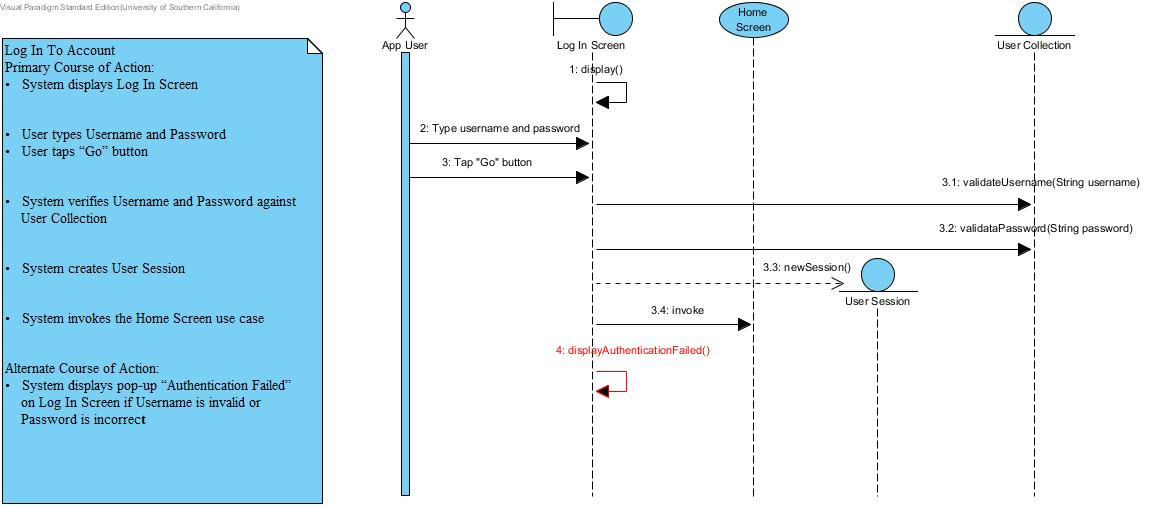 Visual Paradigm Standard Edition(University of Southern California)
Log In To Account
Primary Course of Action:
• System displays Log In Screen
• User types Username and Password
• User taps “Go” button
• System verifies Username and Password against
User Collection
• System creates User Session
• System invokes the Home Screen use case
Alternate Course of Action:
• System displays pop-up “Authentication Failed”
on Log In Screen if Username is invalid or
Password is incorrect
App User
Log In Screen
Home
Screen
User Collection
1: display()
2: Type username and password
3: Tap "Go" button
3.1: validateUsername(String username)
3.2: validataPassword(String password)
3.3: newSession()
User Session
3.4: invoke
4: displayAuthenticationFailed()